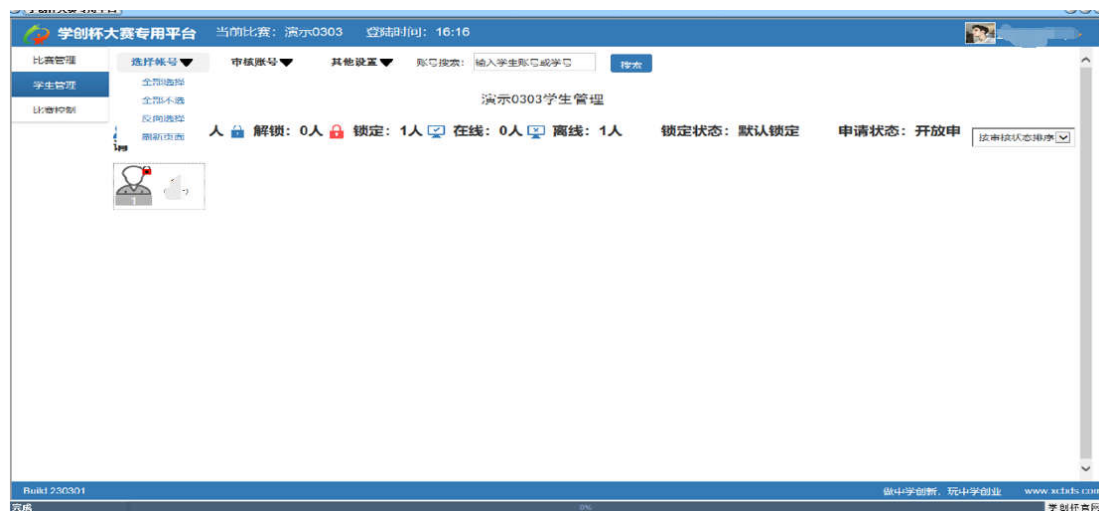 学创杯大赛专用平台 当前比赛：演示0303 登陆时间：16:16
比赛管理 选择帐号▼ 审核账号▼ 其他设置▼ 账号搜索： 输入学生账号或学号 搜索
学生管理 全部选择
全部不选 演示0303学生管理
比赛控制 反向选择
刷新页面 人 解锁：0人 锁定：1人 在线：0人 离线：1人 锁定状态：默认锁定 申请状态：开放申 按审核状态排序
1
Build 230301 做中学创新，玩中学创业 www.xcbds.com
完成 0% 学创杯官网